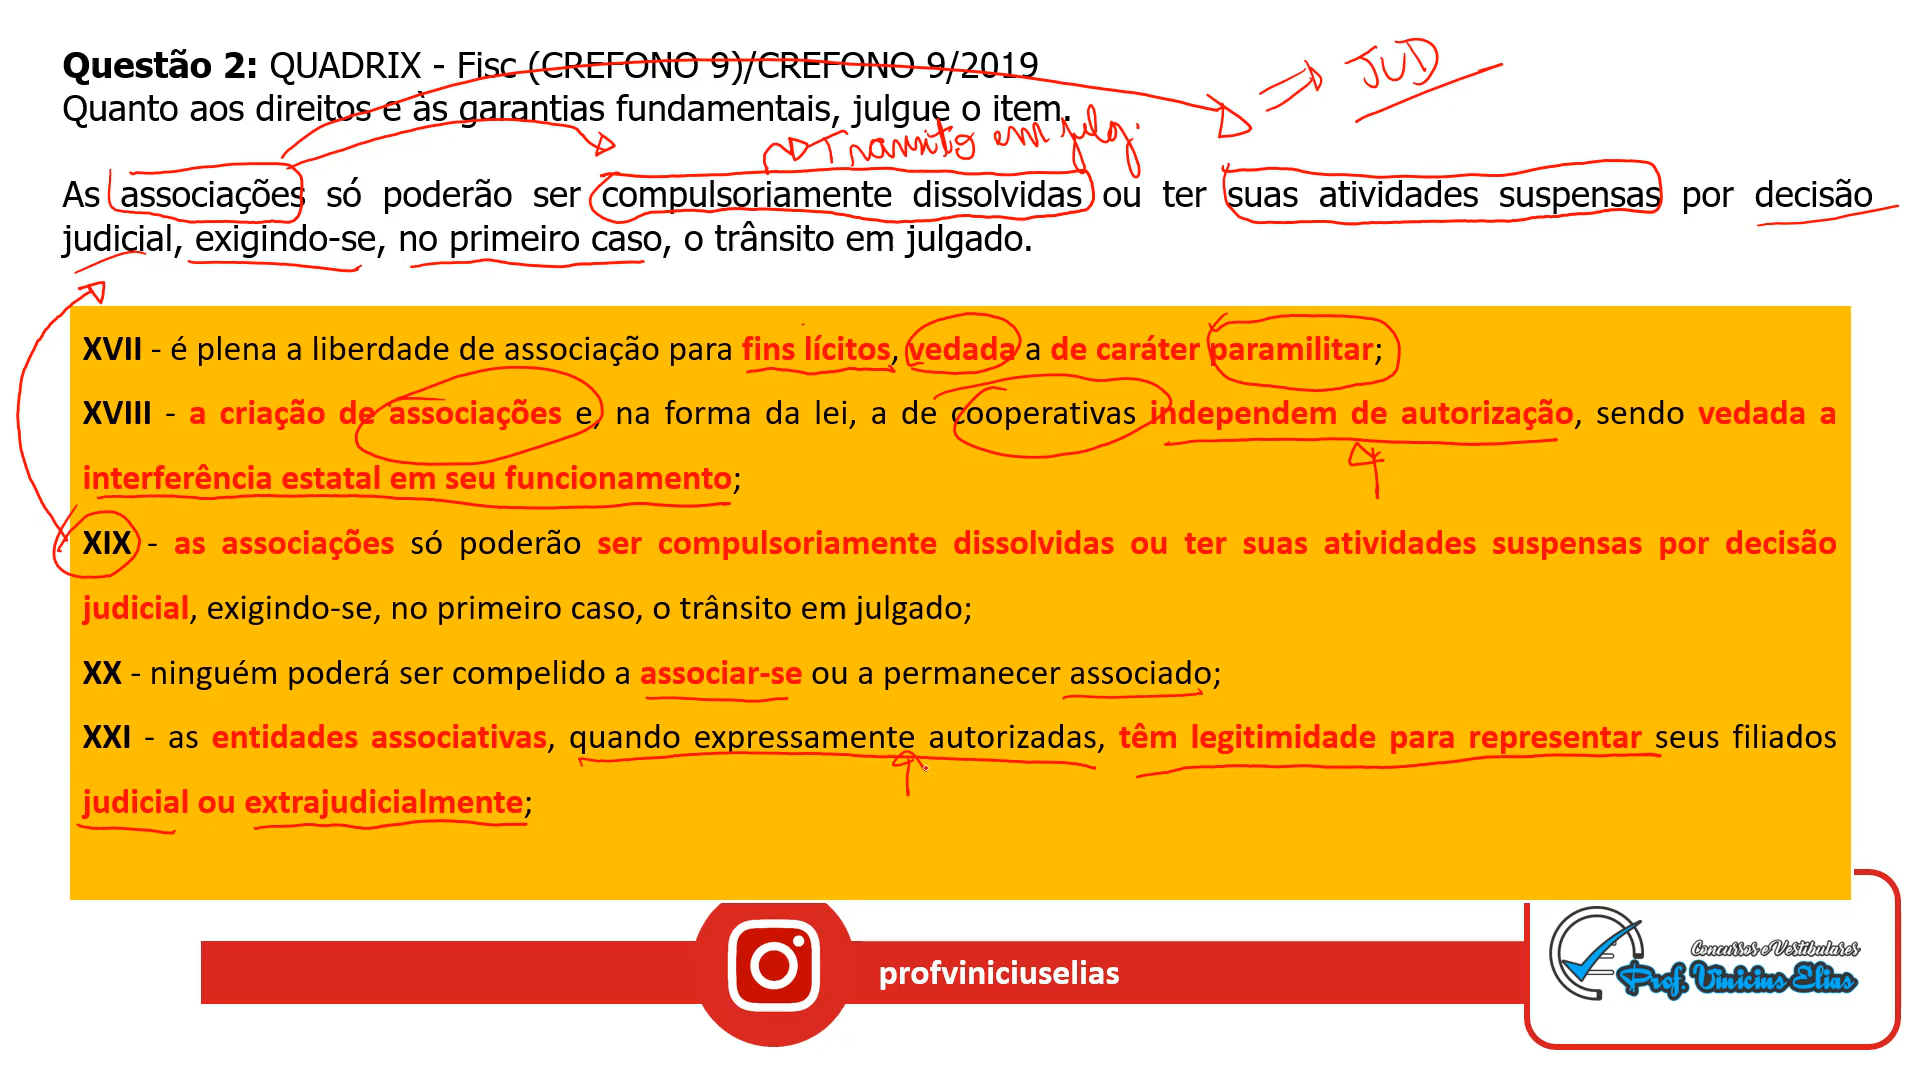 Questão 2: QUADRIX - Fisc (CREFONO 9)/CREFONO 9/2019
JUD
Quanto aos direitos e às garantias fundamentais, julgue o item.
Trânsito em julg.
As associações só poderão ser compulsoriamente dissolvidas ou ter suas atividades suspensas por decisão
judicial, exigindo-se, no primeiro caso, o trânsito em julgado.
XVII - é plena a liberdade de associação para fins lícitos, vedada a de caráter paramilitar;
XVIII - a criação de associações e, na forma da lei, a de cooperativas independem de autorização, sendo vedada a
interferência estatal em seu funcionamento;
XIX - as associações só poderão ser compulsoriamente dissolvidas ou ter suas atividades suspensas por decisão
judicial, exigindo-se, no primeiro caso, o trânsito em julgado;
XX - ninguém poderá ser compelido a associar-se ou a permanecer associado;
XXI - as entidades associativas, quando expressamente autorizadas, têm legitimidade para representar seus filiados
judicial ou extrajudicialmente;
profviniciuselias
Concursos e Vestibulares
Prof. Vinicius Elias